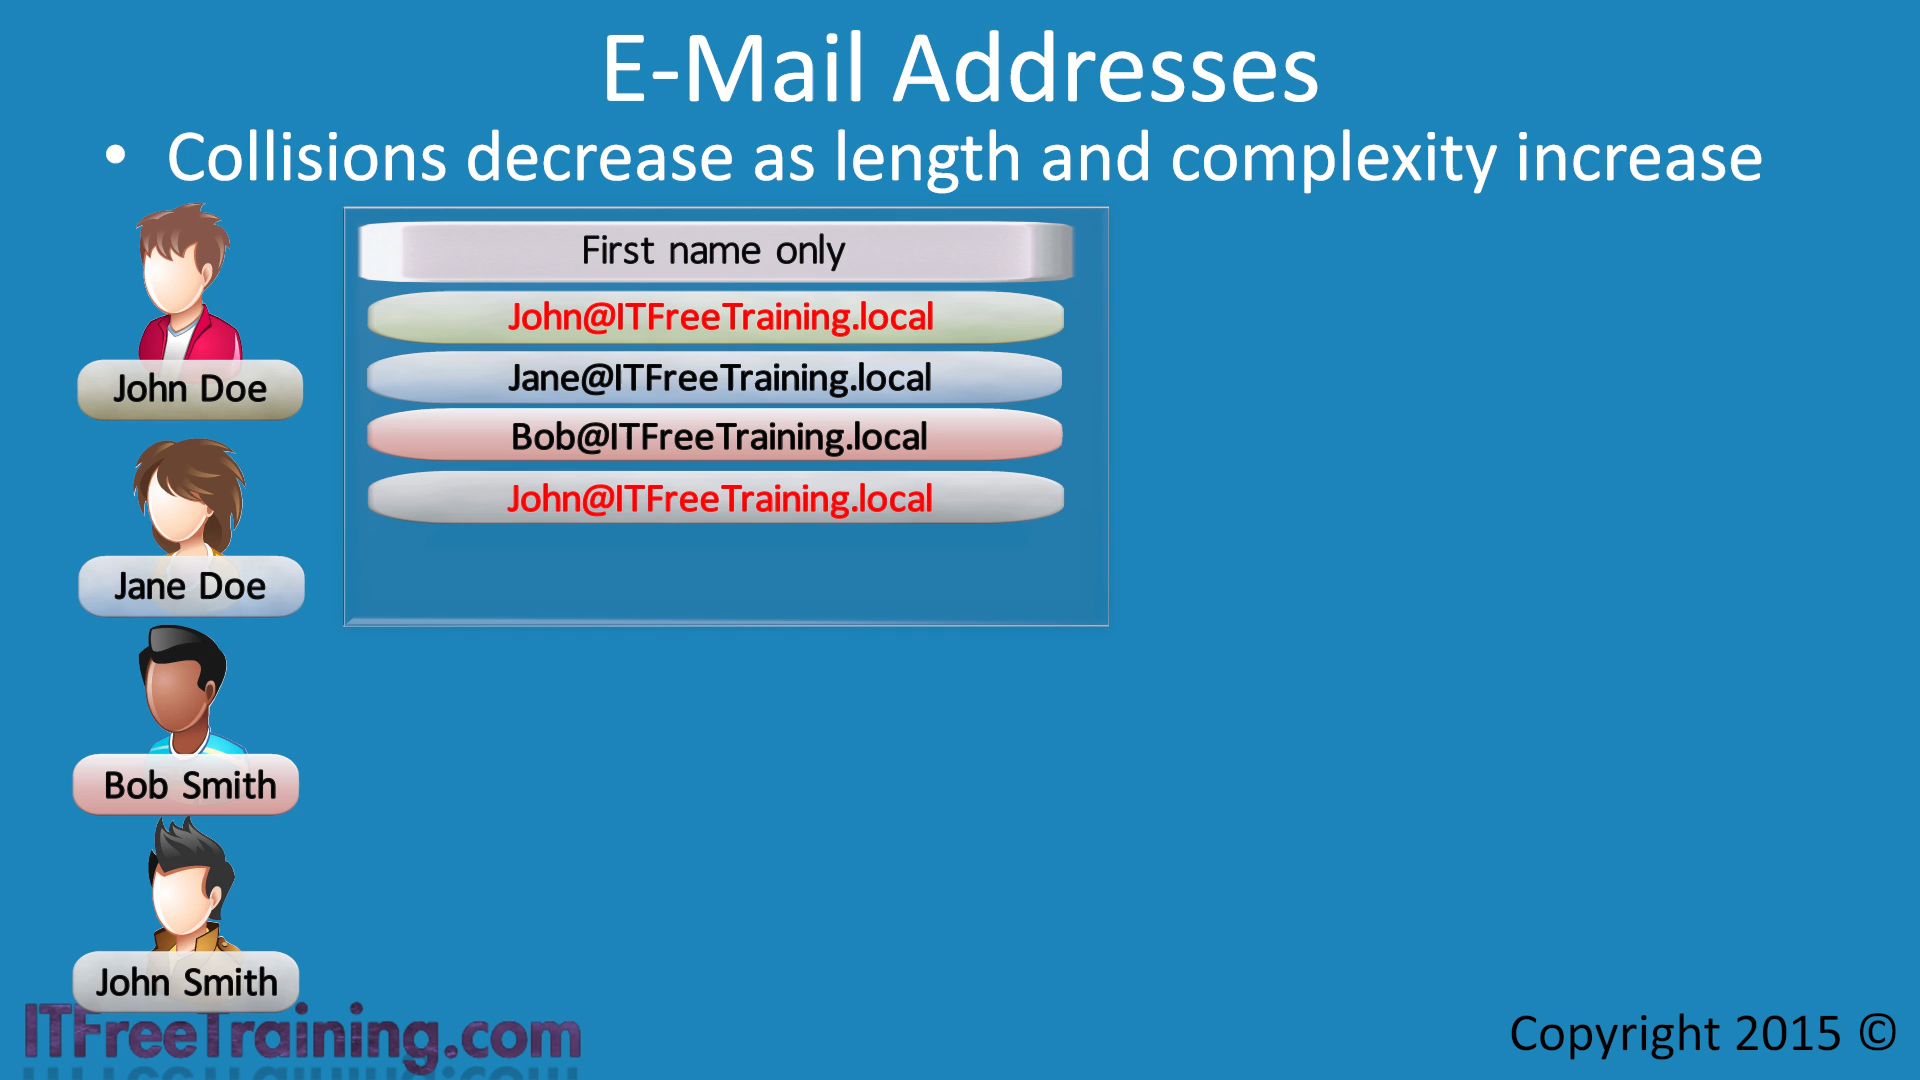 E-Mail Addresses
• Collisions decrease as length and complexity increase
First name only
John@ITFreeTraining.local
Jane@ITFreeTraining.local
Bob@ITFreeTraining.local
John@ITFreeTraining.local
John Doe
Jane Doe
Bob Smith
John Smith
ITFreeTraining.com
Copyright 2015 ©